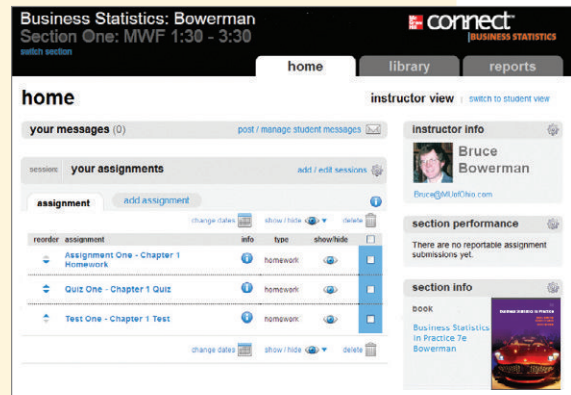 Business Statistics: Bowerman
Section One: MWF 1:30 - 3:30
switch section
connect
BUSINESS STATISTICS
home
library
reports
home
instructor view | switch to student view
your messages (0)
post / manage student messages
your assignments
add / edit sessions
assignment
add assignment
change dates
show / hide
delete
reorder assignment info type show/hide
Assignment One - Chapter 1
Homework
homework
Quiz One - Chapter 1 Quiz
homework
Test One - Chapter 1 Test
homework
change dates
show / hide
delete
instructor info
Bruce
Bowerman
Bruce@MUofOhio.com
section performance
There are no reportable assignment
submissions yet.
section info
book
Business Statistics
in Practice 7e
Bowerman
Business Statistics in Practice